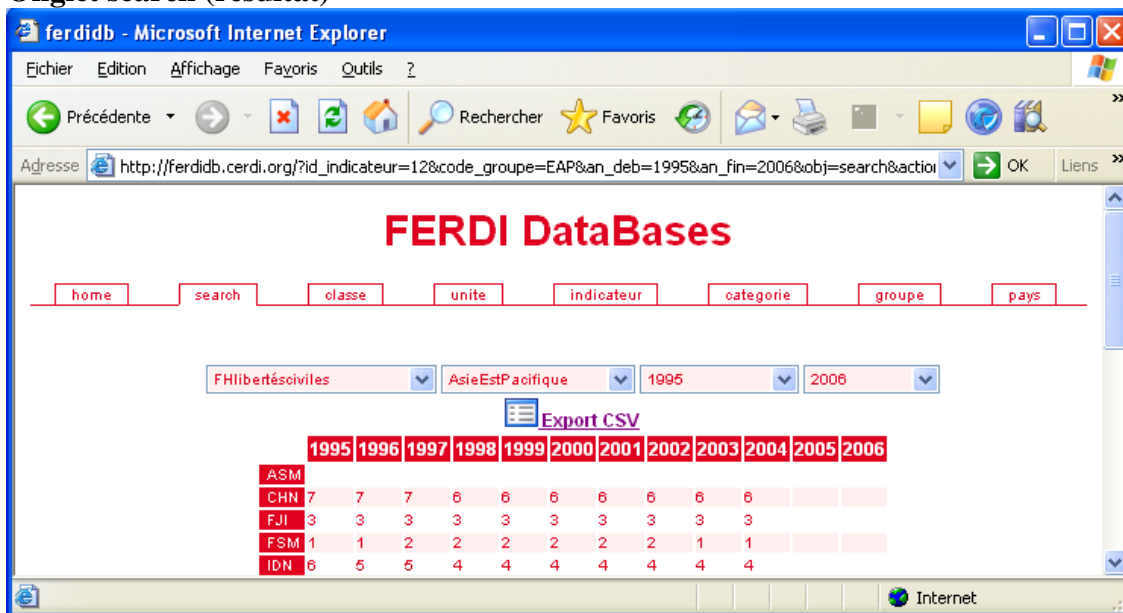 ferdidb - Microsoft Internet Explorer
Fichier Edition Affichage Favoris Outils ?
Précédente Rechercher Favoris »
Adresse http://ferdidb.cerdi.org/?id_indicateur=12&code_groupe=EAP&an_deb=1995&an_fin=2006&obj=search&action OK Liens »
FERDI DataBases
home search classe unite indicateur categorie groupe pays
FHlibertésciviles AsieEstPacifique 1995 2006
Export CSV
1995 1996 1997 1998 1999 2000 2001 2002 2003 2004 2005 2006
ASM
CHN 7 7 7 6 6 6 6 6 6 6
FJI 3 3 3 3 3 3 3 3 3 3
FSM 1 1 2 2 2 2 2 2 1 1
IDN 6 5 5 4 4 4 4 4 4 4
Internet